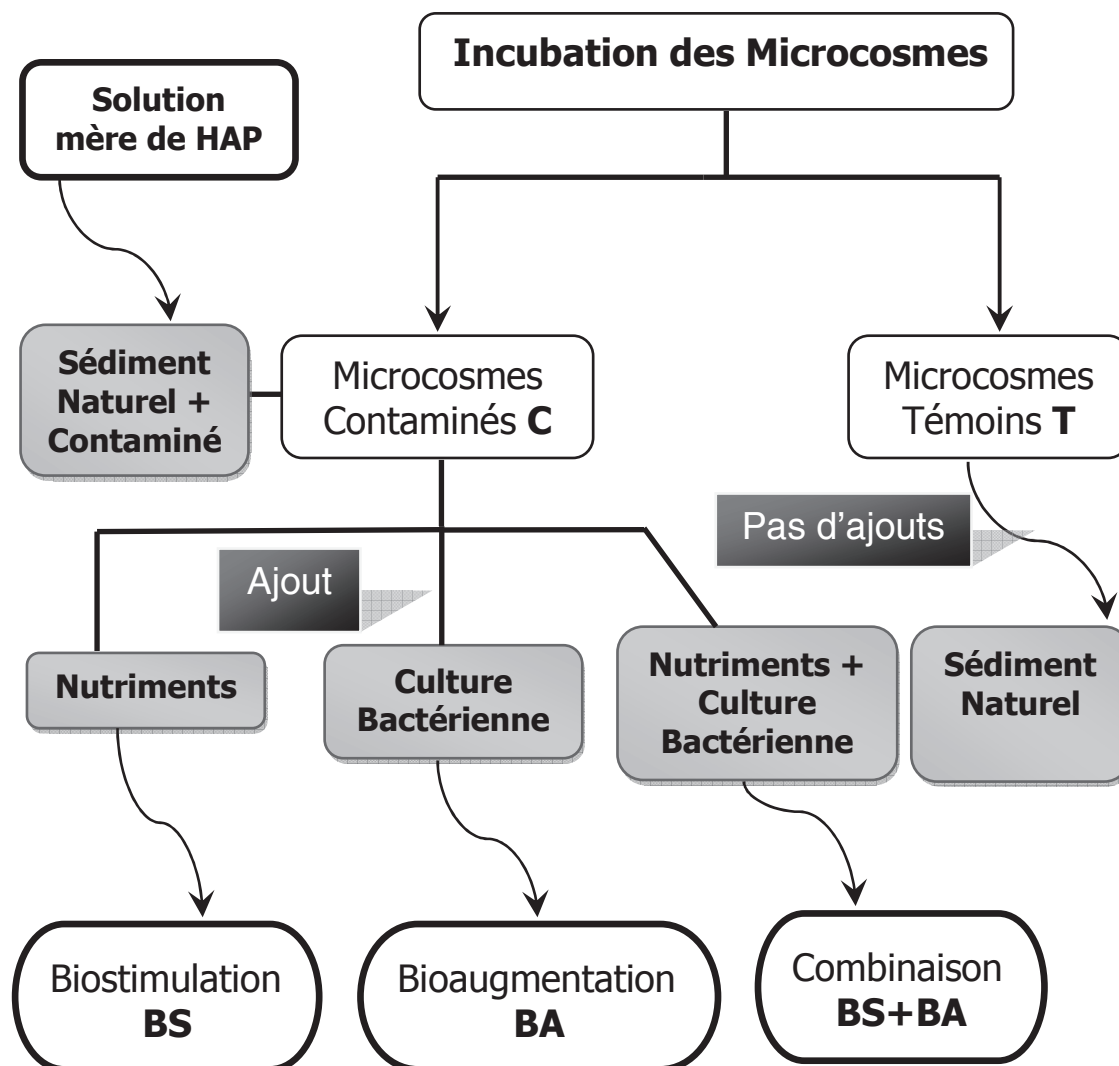 Incubation des Microcosmes
Solution
mère de HAP
Sédiment
Naturel +
Contaminé
Microcosmes
Contaminés C
Microcosmes
Témoins T
Pas d'ajouts
Ajout
Nutriments
Culture
Bactérienne
Nutriments +
Culture
Bactérienne
Sédiment
Naturel
Biostimulation
BS
Bioaugmentation
BA
Combinaison
BS+BA